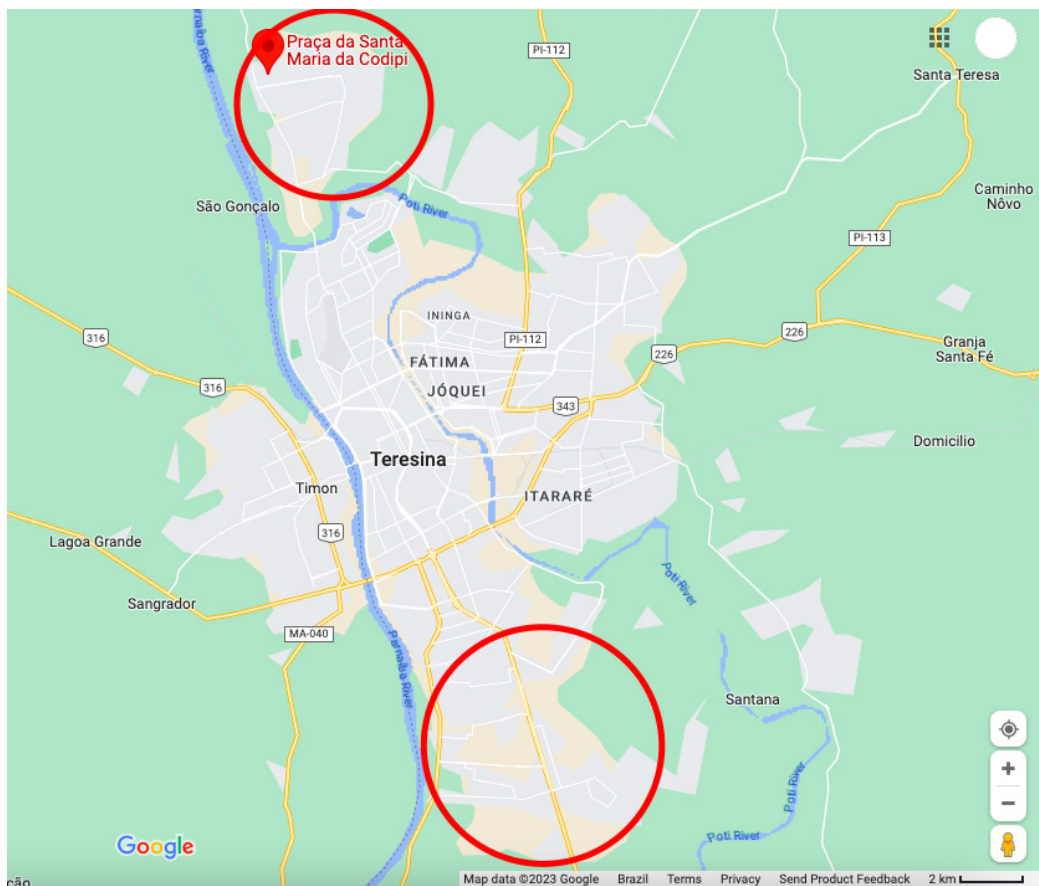 Praça da Santa
Maria da Codipi
PI-112
Santa Teresa
Caminho
Nôvo
São Gonçalo
Poti River
Parnaíba River
PI-113
ININGA
316
PI-112
226
226
Granja
Santa Fé
FÁTIMA
316
JÓQUEI
343
Domicilio
Teresina
Timon
ITARARÉ
316
Lagoa Grande
Poti River
Sangrador
MA-040
Parnaíba River
Santana
Poti River
Poti River
Google
ção
Map data ©2023 Google Brazil Terms Privacy Send Product Feedback 2 km